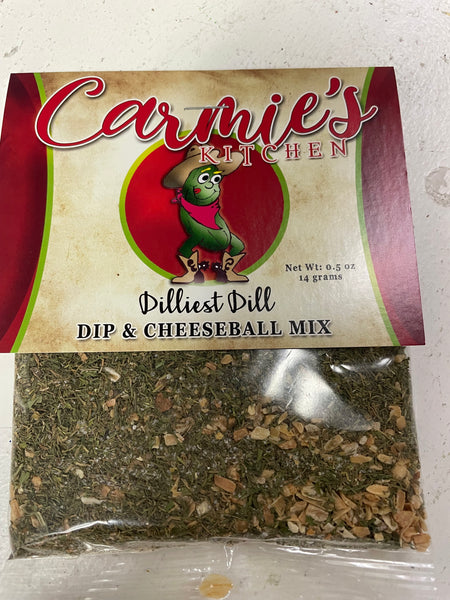 Carmie's
KITCHEN
Net Wt: 0.5 oz
14 grams
Dilliest Dill
DIP & CHEESEBALL MIX